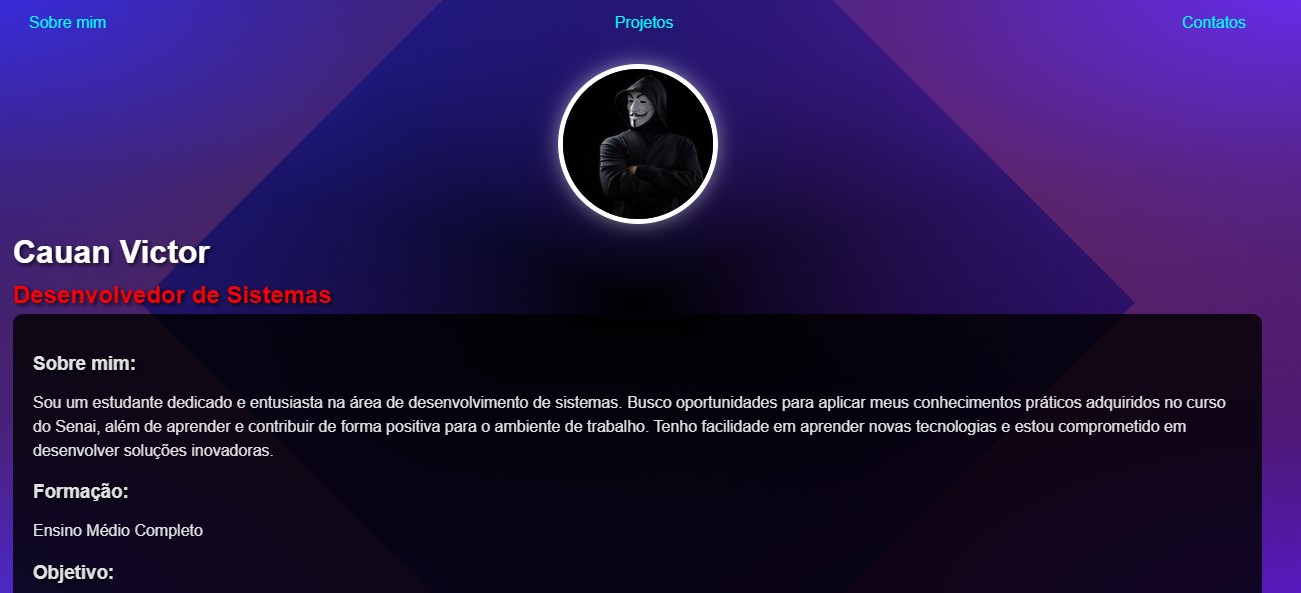 Sobre mim
Projetos
Contatos
Cauan Victor
Desenvolvedor de Sistemas
Sobre mim:
Sou um estudante dedicado e entusiasta na área de desenvolvimento de sistemas. Busco oportunidades para aplicar meus conhecimentos práticos adquiridos no curso
do Senai, além de aprender e contribuir de forma positiva para o ambiente de trabalho. Tenho facilidade em aprender novas tecnologias e estou comprometido em
desenvolver soluções inovadoras.
Formação:
Ensino Médio Completo
Objetivo: